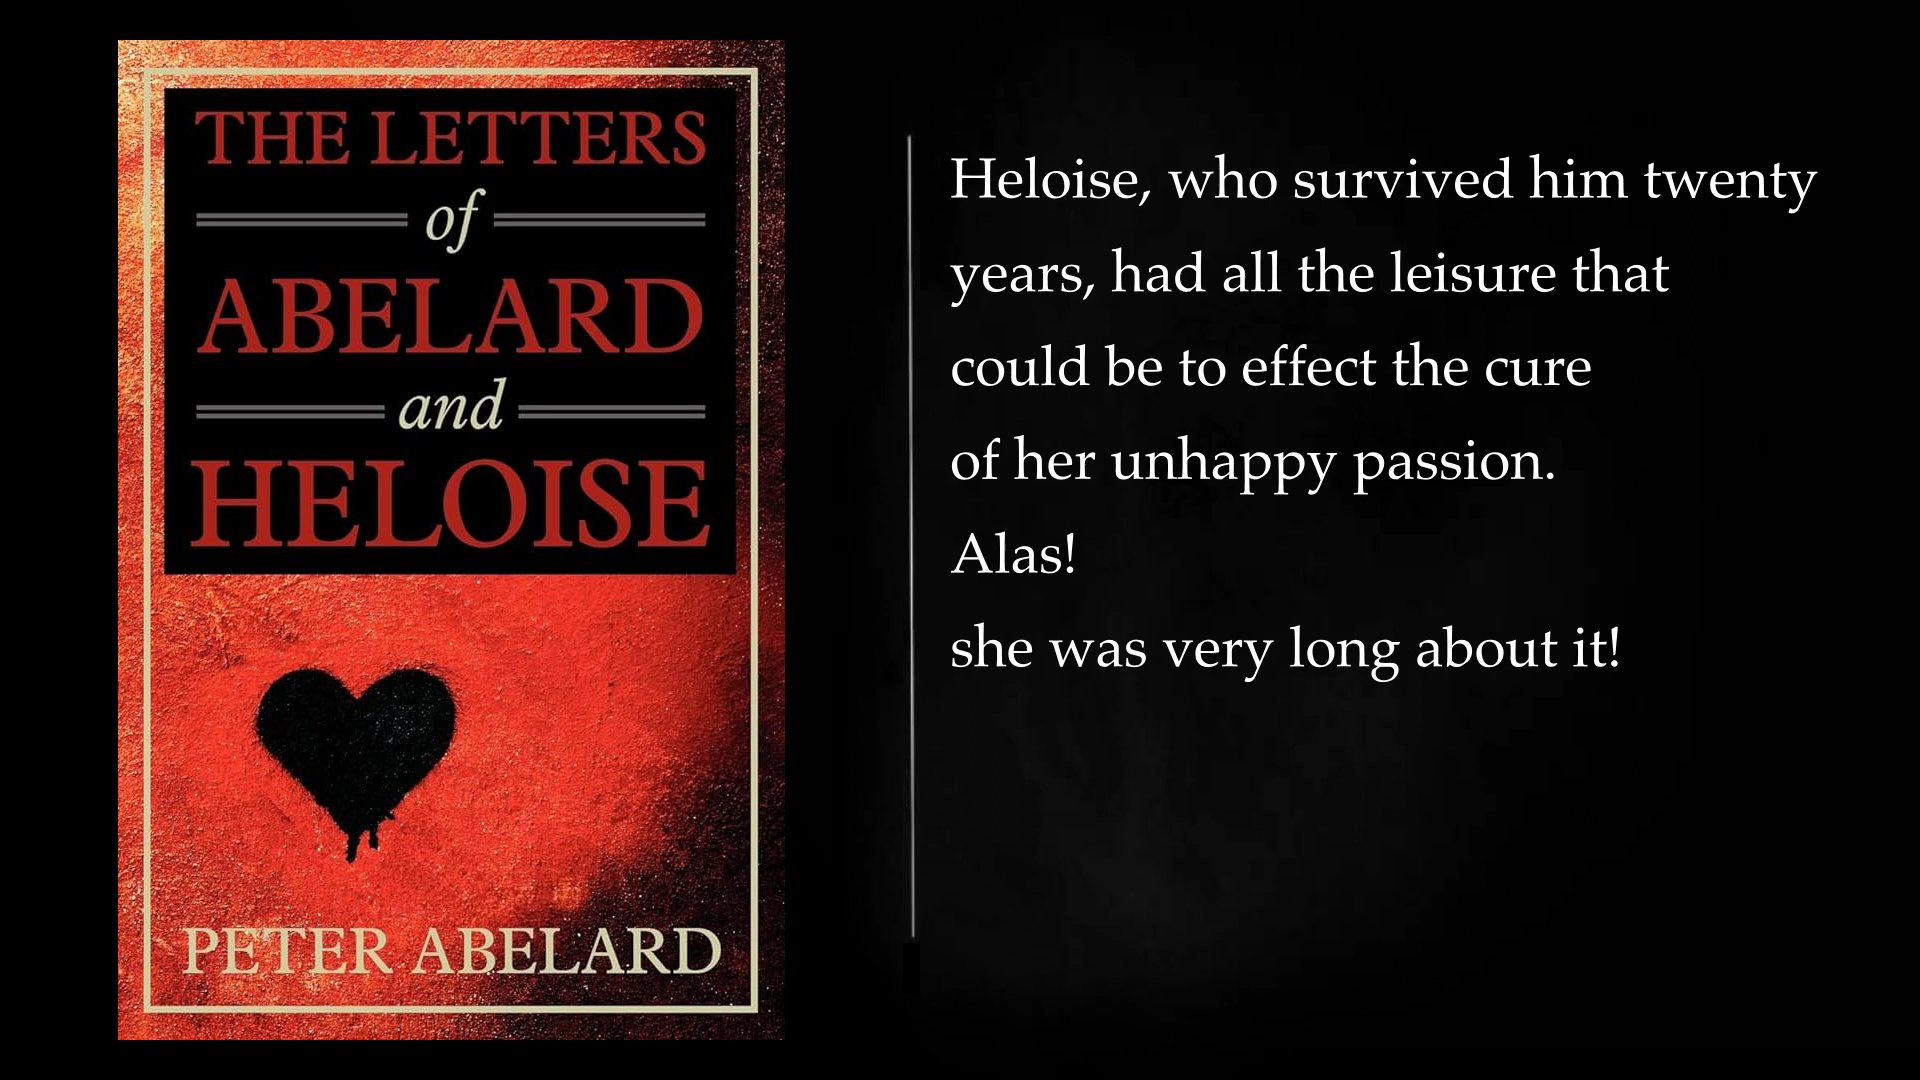 THE LETTERS
of
ABELARD
and
HELOISE
PETER ABELARD
Heloise, who survived him twenty
years, had all the leisure that
could be to effect the cure
of her unhappy passion.
Alas!
she was very long about it!